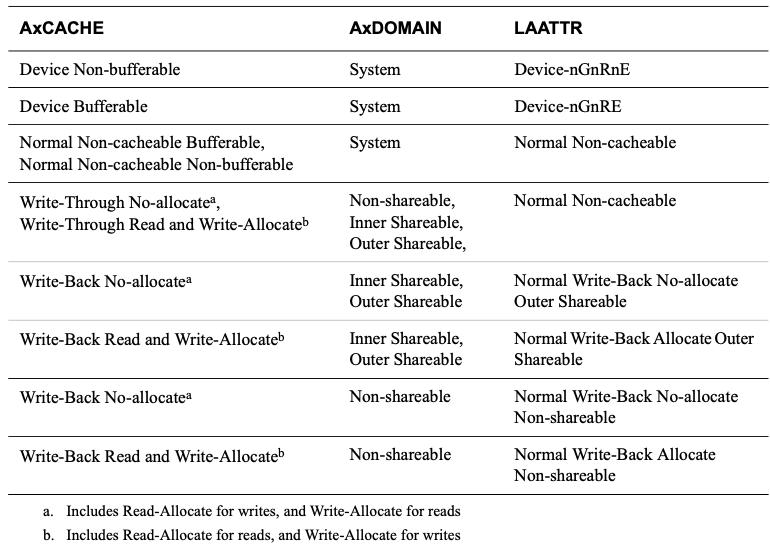 AxCACHE AxDOMAIN LAATTR
Device Non-bufferable System Device-nGnRnE
Device Bufferable System Device-nGnRE
Normal Non-cacheable Bufferable, System Normal Non-cacheable
Normal Non-cacheable Non-bufferable
Write-Through No-allocateᵃ, Non-shareable, Normal Non-cacheable
Write-Through Read and Write-Allocateᵇ Inner Shareable,
Outer Shareable,
Write-Back No-allocateᵃ Inner Shareable, Normal Write-Back No-allocate
Outer Shareable Outer Shareable
Write-Back Read and Write-Allocateᵇ Inner Shareable, Normal Write-Back Allocate Outer
Outer Shareable Shareable
Write-Back No-allocateᵃ Non-shareable Normal Write-Back No-allocate
Non-shareable
Write-Back Read and Write-Allocateᵇ Non-shareable Normal Write-Back Allocate
Non-shareable
a. Includes Read-Allocate for writes, and Write-Allocate for reads
b. Includes Read-Allocate for reads, and Write-Allocate for writes